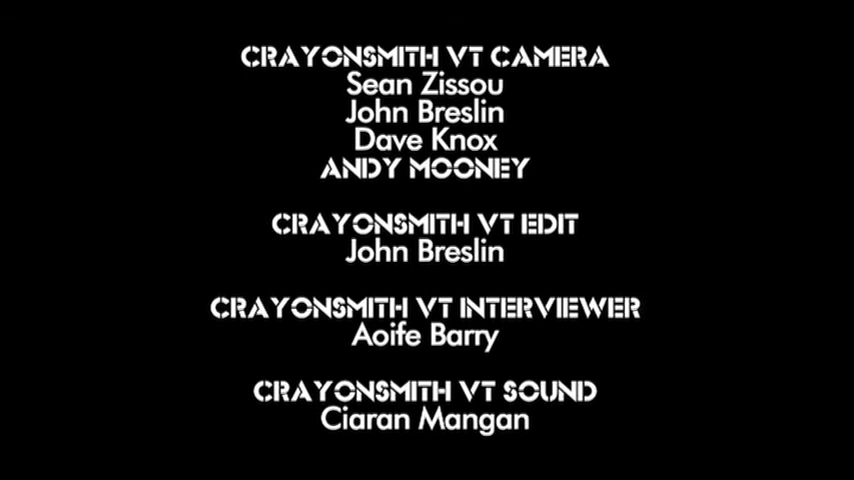 CRAYONSMITH VT CAMERA
Sean Zissou
John Breslin
Dave Knox
ANDY MOONEY
CRAYONSMITH VT EDIT
John Breslin
CRAYONSMITH VT INTERVIEWER
Aoife Barry
CRAYONSMITH VT SOUND
Ciaran Mangan